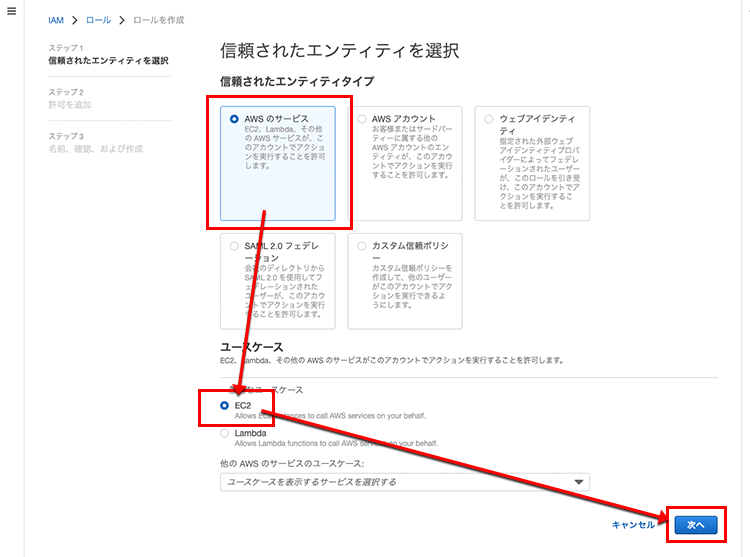 IAM > ロール > ロールを作成
ステップ 1
信頼されたエンティティを選択
ステップ 2
許可を追加
ステップ 3
名前、確認、および作成
信頼されたエンティティを選択
信頼されたエンティティタイプ
AWS のサービス
EC2、Lambda、その他
の AWS サービスが、こ
のアカウントでアクショ
ンを実行することを許可
します。
AWS アカウント
お客様またはサードパー
ティーに属する他の
AWS アカウントのエン
ティティが、このアカウ
ントでアクションを実行
することを許可します。
ウェブアイデンティ
ティ
指定された外部ウェブ
アイデンティティプロバ
イダーによってフェデレ
ーションされたユーザー
が、このロールを引き受
け、このアカウントでア
クションを実行するこ
とを許可します。
SAML 2.0 フェデレ
ーション
会社のディレクトリから
SAML 2.0 を使用してフ
ェデレーションされた
ユーザーが、このアカウ
ントでアクションを実行
することを許可します。
カスタム信頼ポリシ
ー
カスタム信頼ポリシーを
作成して、他のユーザー
がこのアカウントでアク
ションを実行できるよ
うにします。
ユースケース
EC2、Lambda、その他の AWS のサービスがこのアカウントでアクションを実行することを許可します。
ユースケース
EC2
Allows EC2 instances to call AWS services on your behalf.
Lambda
Allows Lambda functions to call AWS services on your behalf.
他の AWS のサービスのユースケース:
ユースケースを表示するサービスを選択する
キャンセル
次へ